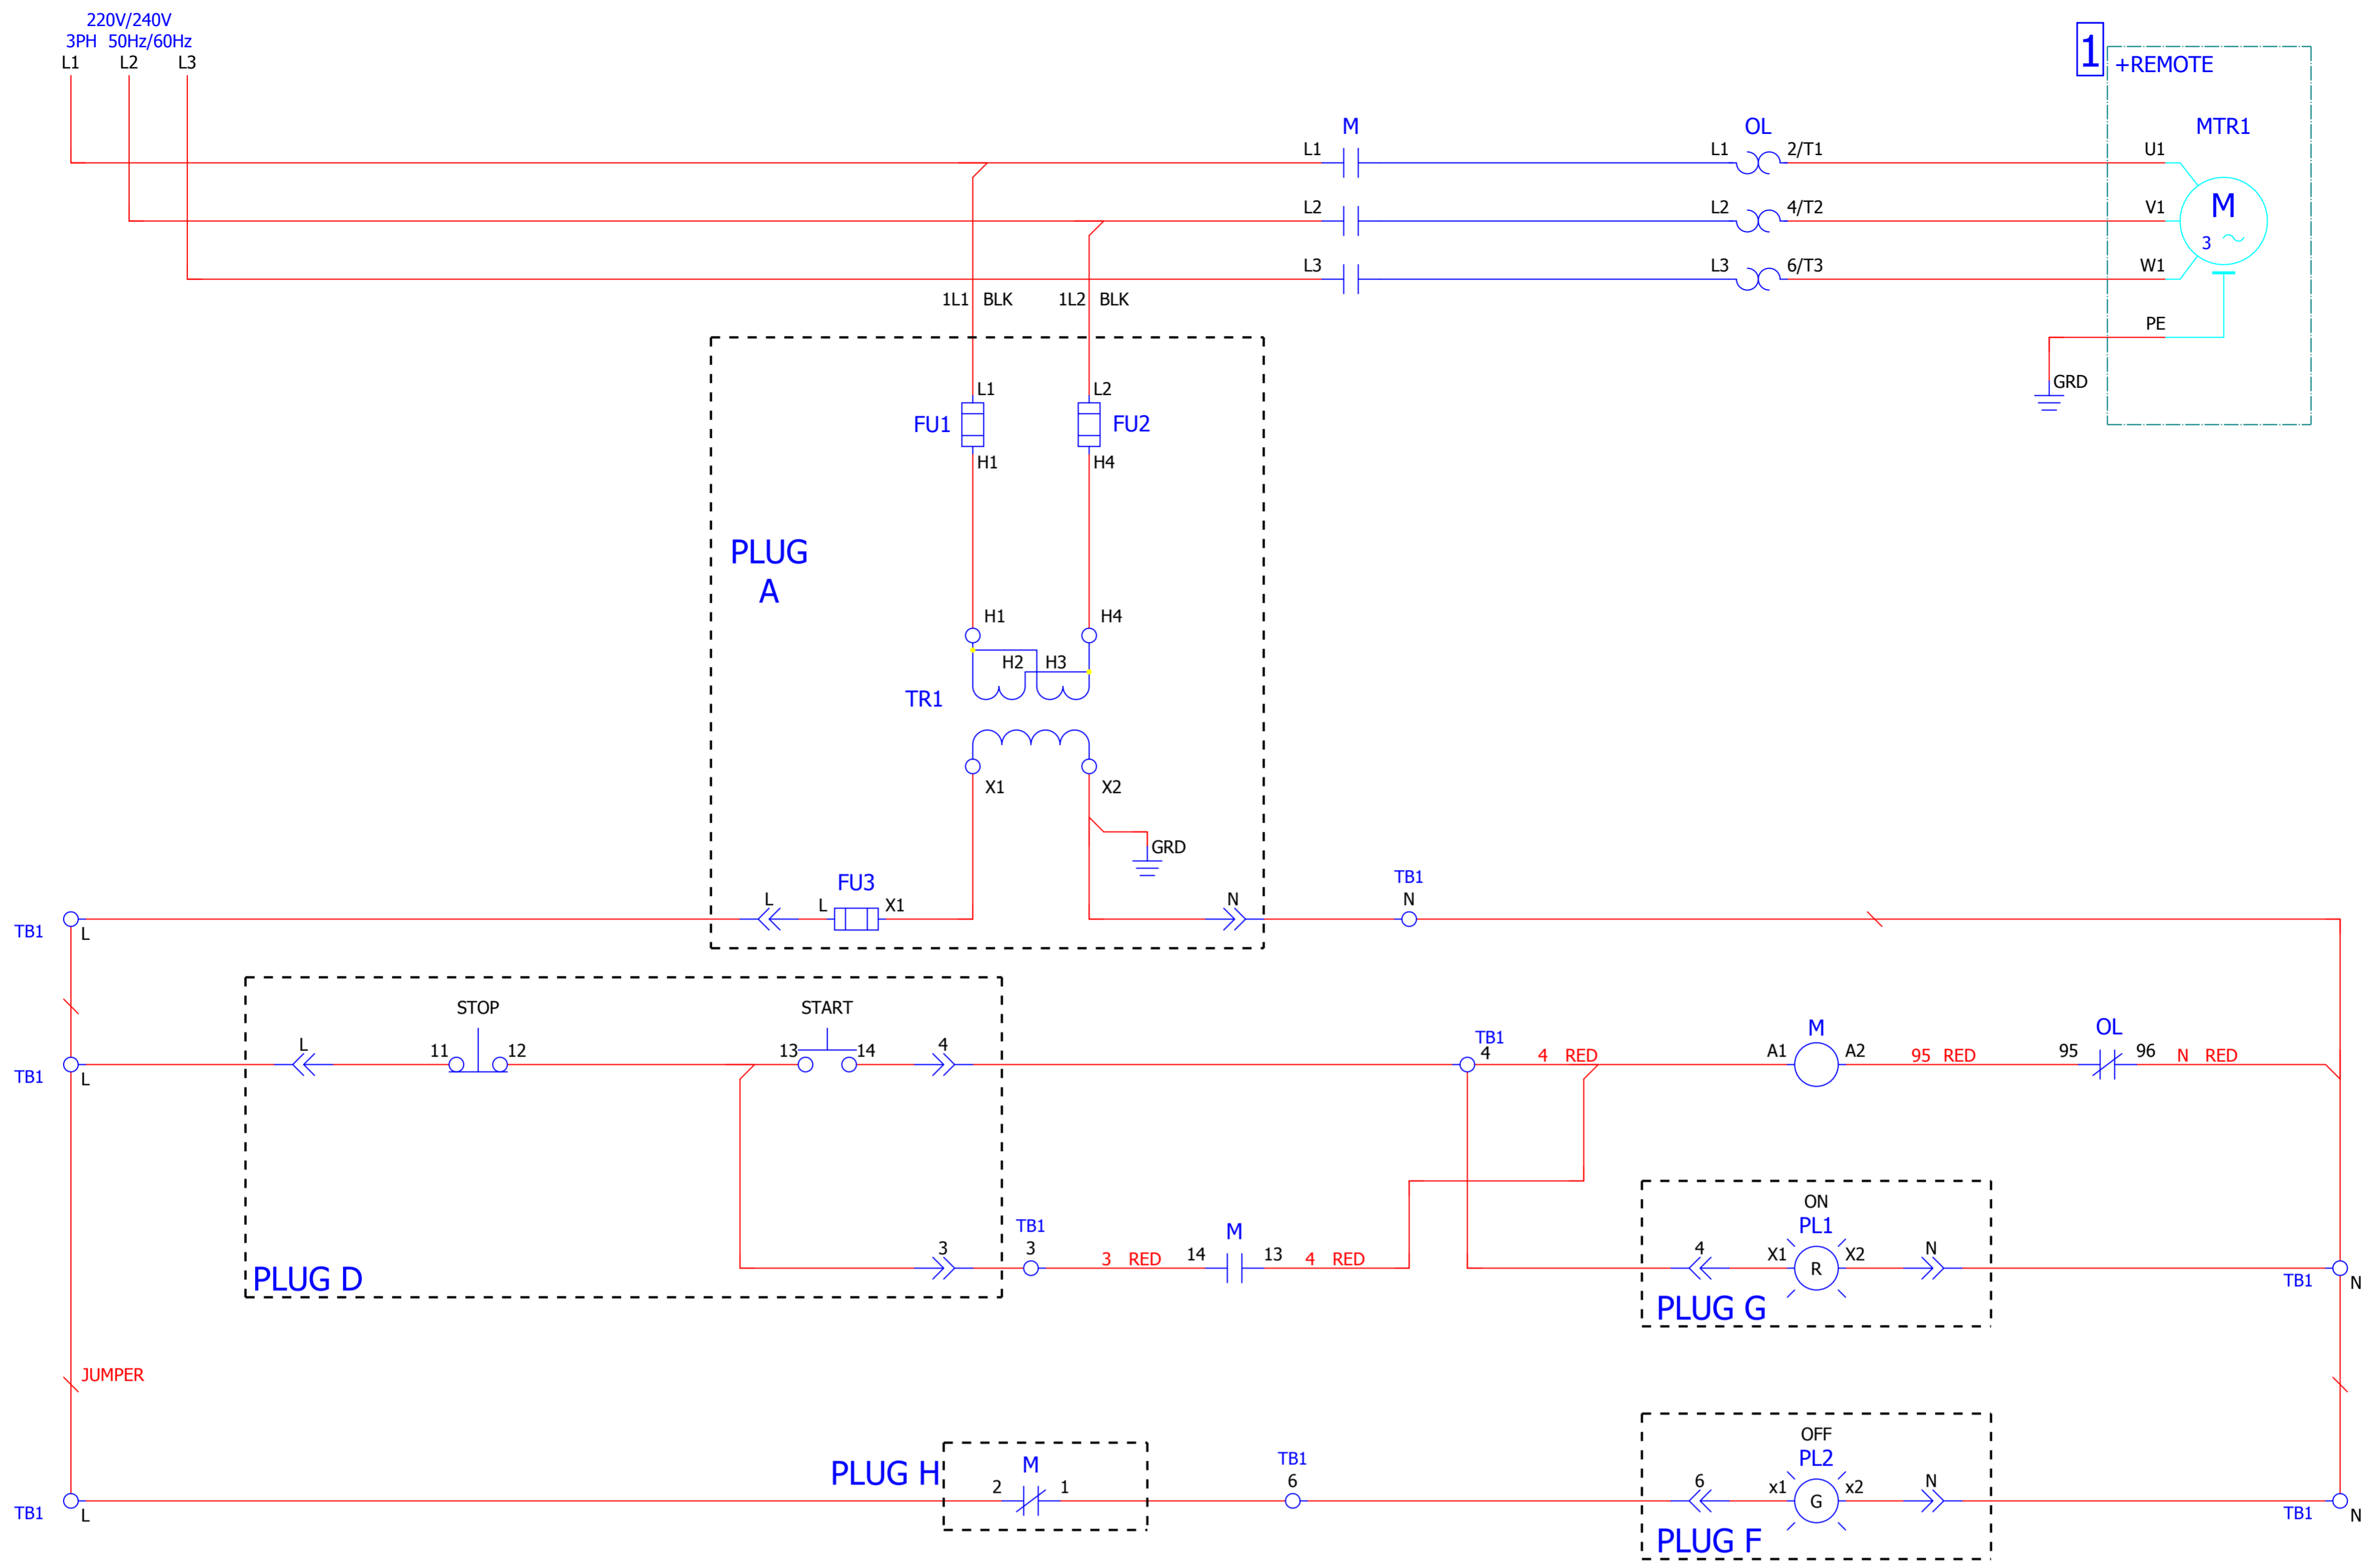 220V/240V
3PH 50Hz/60Hz
L1 L2 L3
1 +REMOTE
M OL MTR1
L1 L1 2/T1 U1
L2 L2 4/T2 V1 M
3
L3 L3 6/T3 W1
1L1 BLK 1L2 BLK
PE
GRD
L1 L2
FU1 FU2
H1 H4
PLUG
A
H1 H4
H2 H3
TR1
X1 X2
GRD
FU3
TB1
L L X1 N N
TB1 L
STOP START
L 11 12 13 14 4
TB1
4 4 RED
M
A1 A2 95 RED
OL
95 96 N RED
TB1 L
ON
PL1
TB1
3 3 3 RED
M
14 13 4 RED
4 X1 R X2 N
TB1 N
PLUG D
PLUG G
JUMPER
OFF
PL2
PLUG H
M
2 1
TB1
6
6 x1 G x2 N
TB1 L
TB1 N
PLUG F